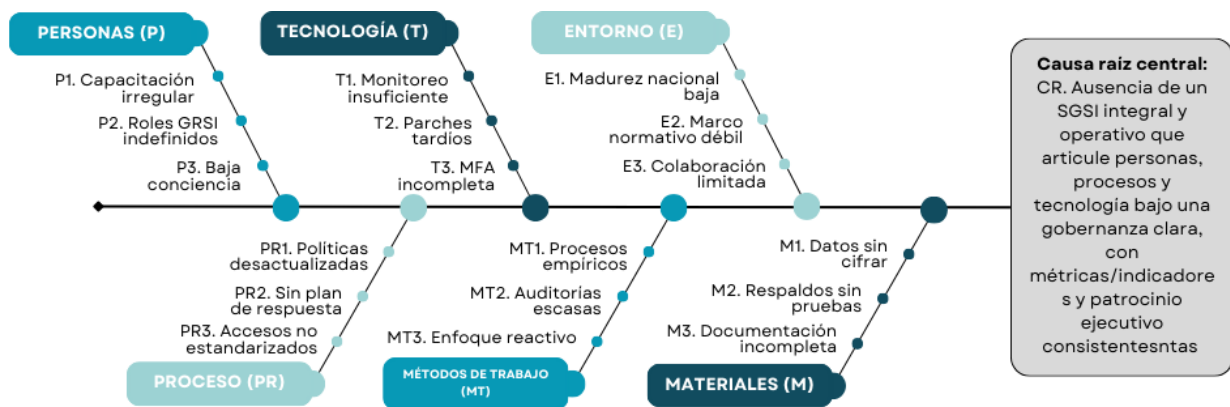 PERSONAS (P)
P1. Capacitación
irregular
P2. Roles GRSI
indefinidos
P3. Baja
conciencia
TECNOLOGÍA (T)
T1. Monitoreo
insuficiente
T2. Parches
tardíos
T3. MFA
incompleta
ENTORNO (E)
E1. Madurez nacional
baja
E2. Marco
normativo débil
E3. Colaboración
limitada
PR1. Políticas
desactualizadas
PR2. Sin plan
de respuesta
PR3. Accesos no
estandarizados
PROCESO (PR)
MT1. Procesos
empíricos
MT2. Auditorías
escasas
MT3. Enfoque reactivo
MÉTODOS DE TRABAJO
(MT)
M1. Datos sin
cifrar
M2. Respaldos sin
pruebas
M3. Documentación
incompleta
MATERIALES (M)
Causa raíz central:
CR. Ausencia de un
SGSI integral y
operativo que
articule personas,
procesos y
tecnología bajo una
gobernanza clara,
con
métricas/indicadore
s y patrocinio
ejecutivo
consistentesntas